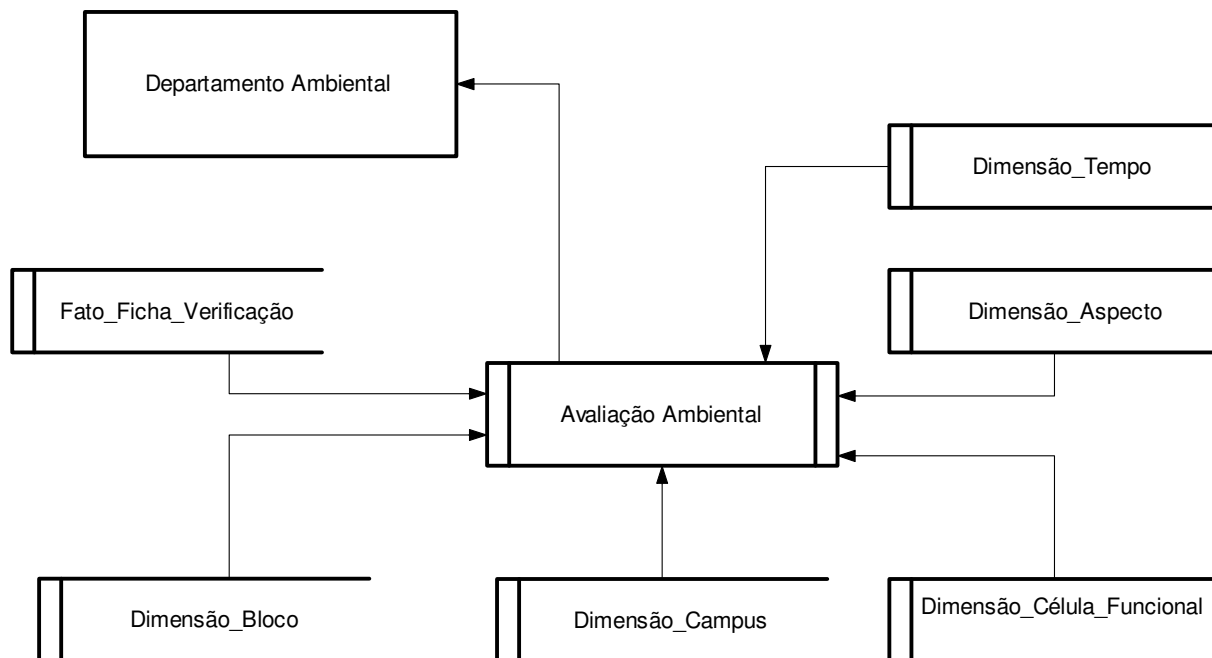 Departamento Ambiental
Dimensão_Tempo
Fato_Ficha_Verificação
Dimensão_Aspecto
Avaliação Ambiental
Dimensão_Bloco
Dimensão_Campus
Dimensão_Célula_Funcional